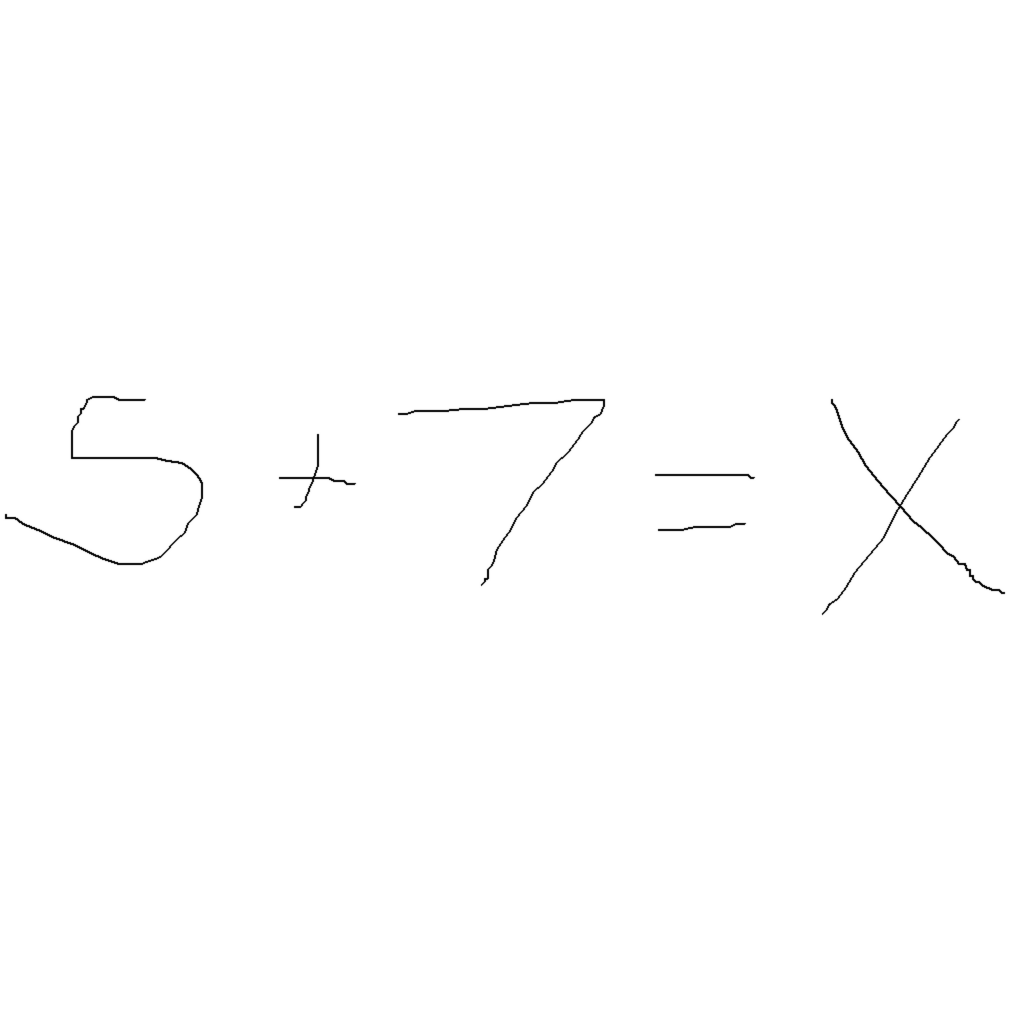 5 + 7 = X